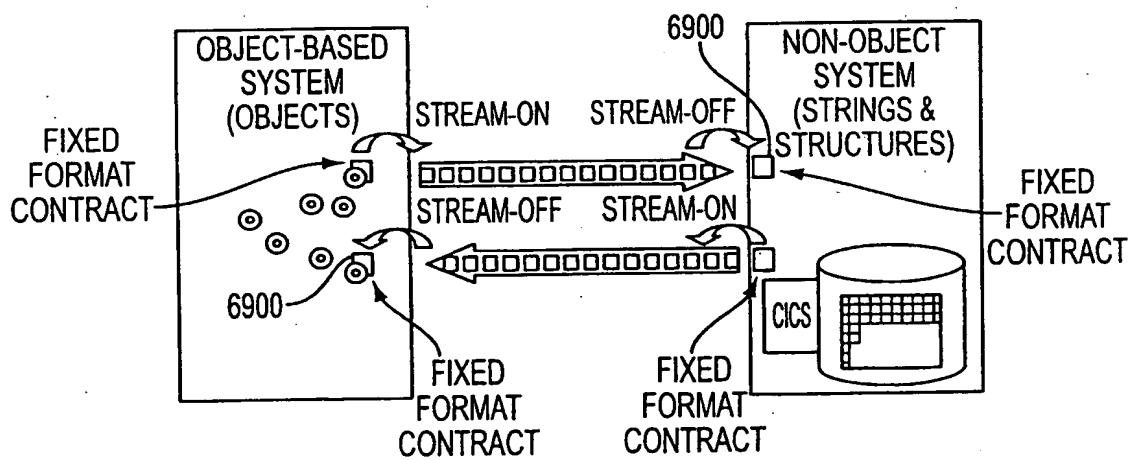 OBJECT-BASED
SYSTEM
(OBJECTS)
6900
NON-OBJECT
SYSTEM
(STRINGS &
STRUCTURES)
STREAM-ON
STREAM-OFF
FIXED
FORMAT
CONTRACT
FIXED
FORMAT
CONTRACT
STREAM-OFF
STREAM-ON
6900
CICS
FIXED
FORMAT
CONTRACT
FIXED
FORMAT
CONTRACT